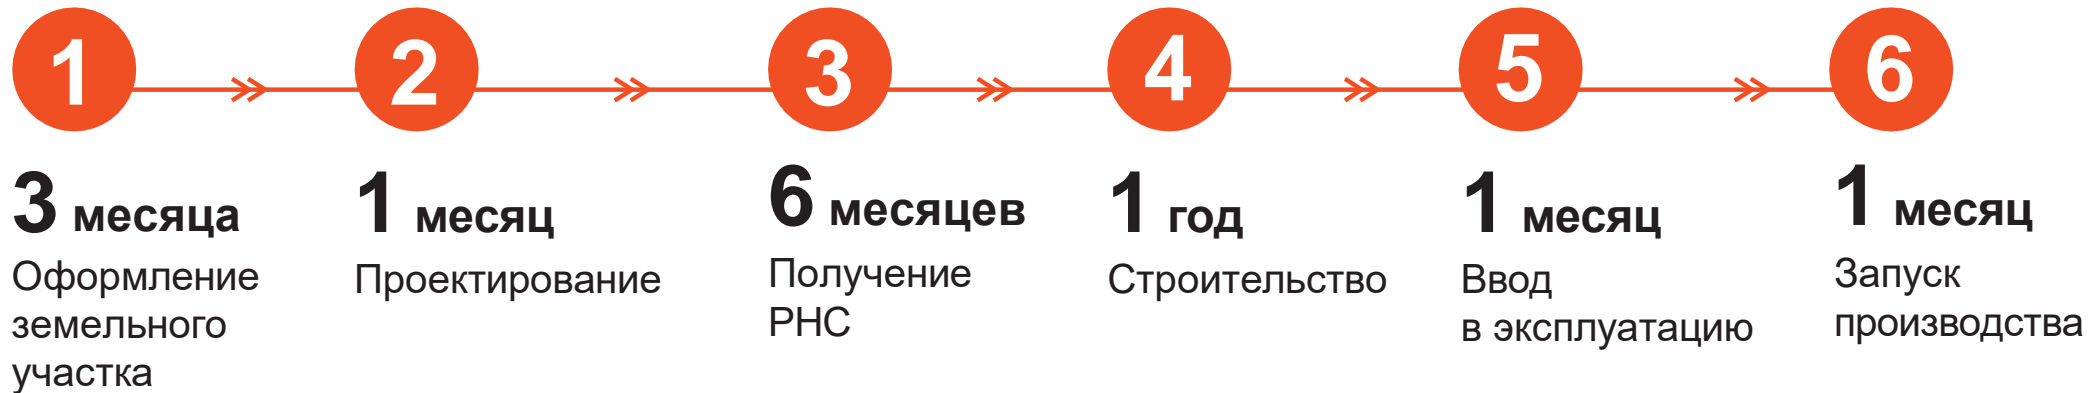 1
2
3
4
5
6
3 месяца
Оформление
земельного
участка
1 месяц
Проектирование
6 месяцев
Получение
РНС
1 год
Строительство
1 месяц
Ввод
в эксплуатацию
1 месяц
Запуск
производства